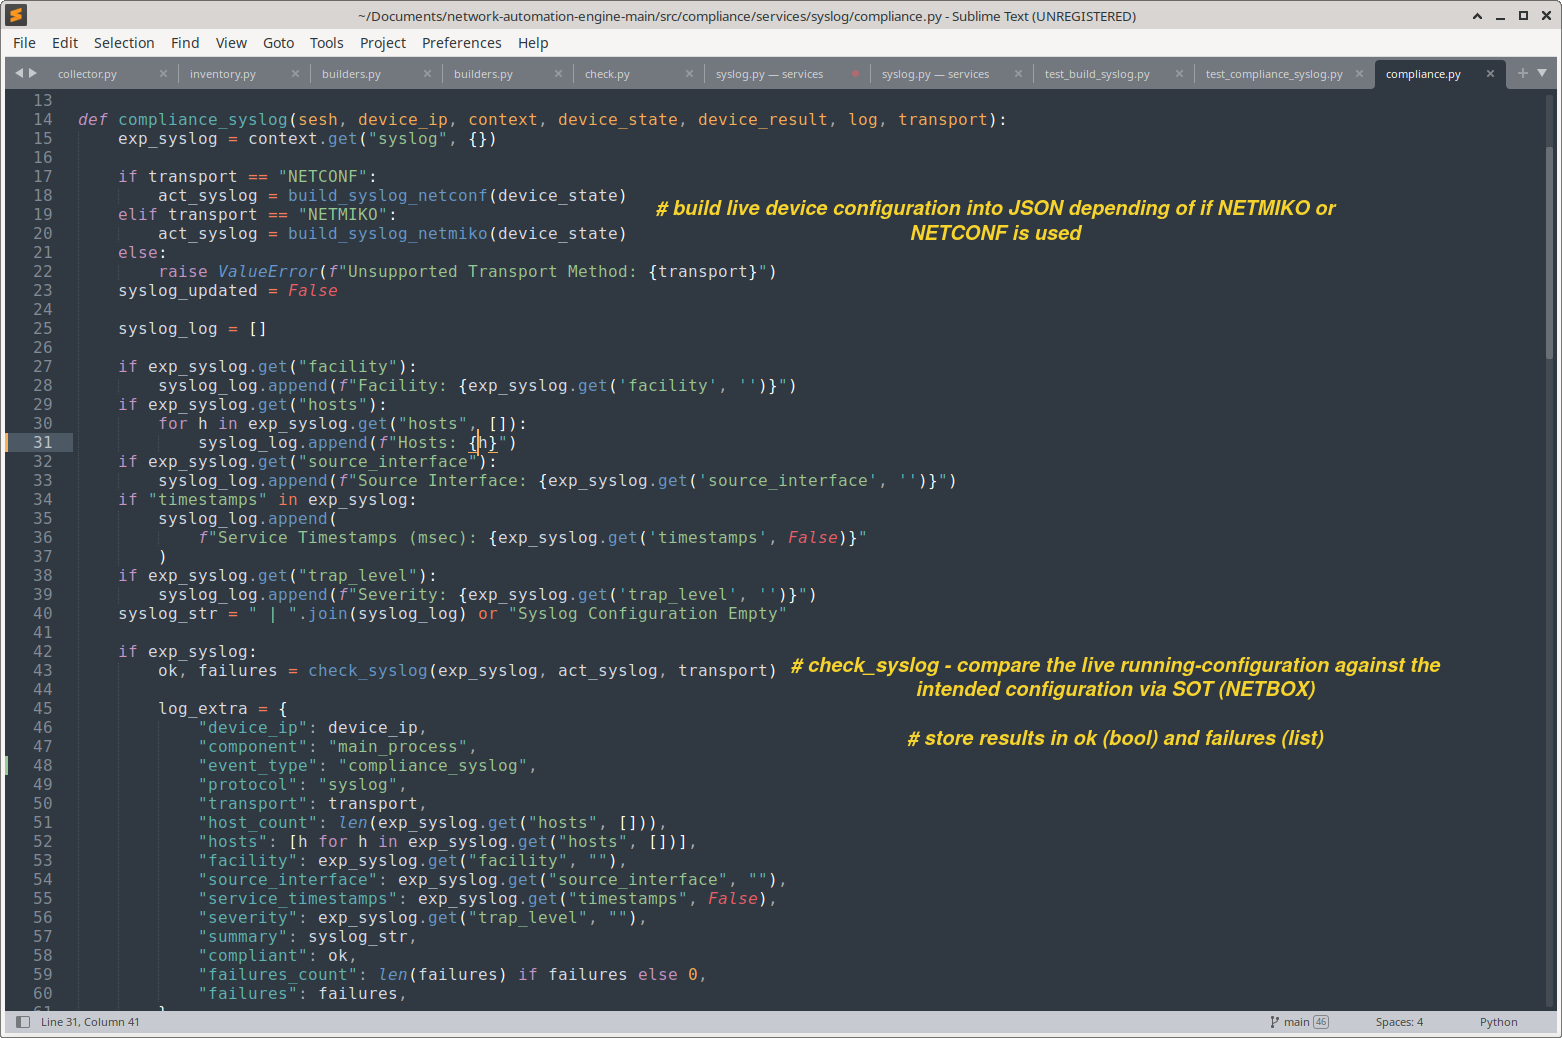 ~/Documents/network-automation-engine-main/src/compliance/services/syslog/compliance.py - Sublime Text (UNREGISTERED)
File Edit Selection Find View Goto Tools Project Preferences Help
collector.py inventory.py builders.py builders.py check.py syslog.py — services syslog.py — services test_build_syslog.py test_compliance_syslog.py compliance.py
13
14 def compliance_syslog(sesh, device_ip, context, device_state, device_result, log, transport):
15     exp_syslog = context.get("syslog", {})
16
17     if transport == "NETCONF":
18         act_syslog = build_syslog_netconf(device_state)
19     elif transport == "NETMIKO":
20         act_syslog = build_syslog_netmiko(device_state)
# build live device configuration into JSON depending of if NETMIKO or
NETCONF is used
21     else:
22         raise ValueError(f"Unsupported Transport Method: {transport}")
23     syslog_updated = False
24
25     syslog_log = []
26
27     if exp_syslog.get("facility"):
28         syslog_log.append(f"Facility: {exp_syslog.get('facility', '')}")
29     if exp_syslog.get("hosts"):
30         for h in exp_syslog.get("hosts", []):
31             syslog_log.append(f"Hosts: {h}")
32     if exp_syslog.get("source_interface"):
33         syslog_log.append(f"Source Interface: {exp_syslog.get('source_interface', '')}")
34     if "timestamps" in exp_syslog:
35         syslog_log.append(
36             f"Service Timestamps (msec): {exp_syslog.get('timestamps', False)}"
37         )
38     if exp_syslog.get("trap_level"):
39         syslog_log.append(f"Severity: {exp_syslog.get('trap_level', '')}")
40     syslog_str = " | ".join(syslog_log) or "Syslog Configuration Empty"
41
42     if exp_syslog:
43         ok, failures = check_syslog(exp_syslog, act_syslog, transport)
# check_syslog - compare the live running-configuration against the
intended configuration via SOT (NETBOX)
# store results in ok (bool) and failures (list)
44
45         log_extra = {
46             "device_ip": device_ip,
47             "component": "main_process",
48             "event_type": "compliance_syslog",
49             "protocol": "syslog",
50             "transport": transport,
51             "host_count": len(exp_syslog.get("hosts", [])),
52             "hosts": [h for h in exp_syslog.get("hosts", [])],
53             "facility": exp_syslog.get("facility", ""),
54             "source_interface": exp_syslog.get("source_interface", ""),
55             "service_timestamps": exp_syslog.get("timestamps", False),
56             "severity": exp_syslog.get("trap_level", ""),
57             "summary": syslog_str,
58             "compliant": ok,
59             "failures_count": len(failures) if failures else 0,
60             "failures": failures,
61         }
Line 31, Column 41 main 46 Spaces: 4 Python